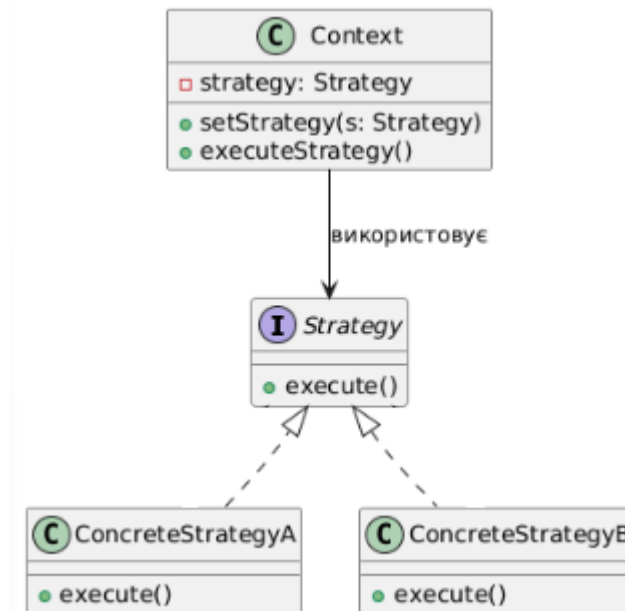 C Context
strategy: Strategy
setStrategy(s: Strategy)
executeStrategy()
використовує
I Strategy
execute()
C ConcreteStrategyA
execute()
C ConcreteStrategyB
execute()